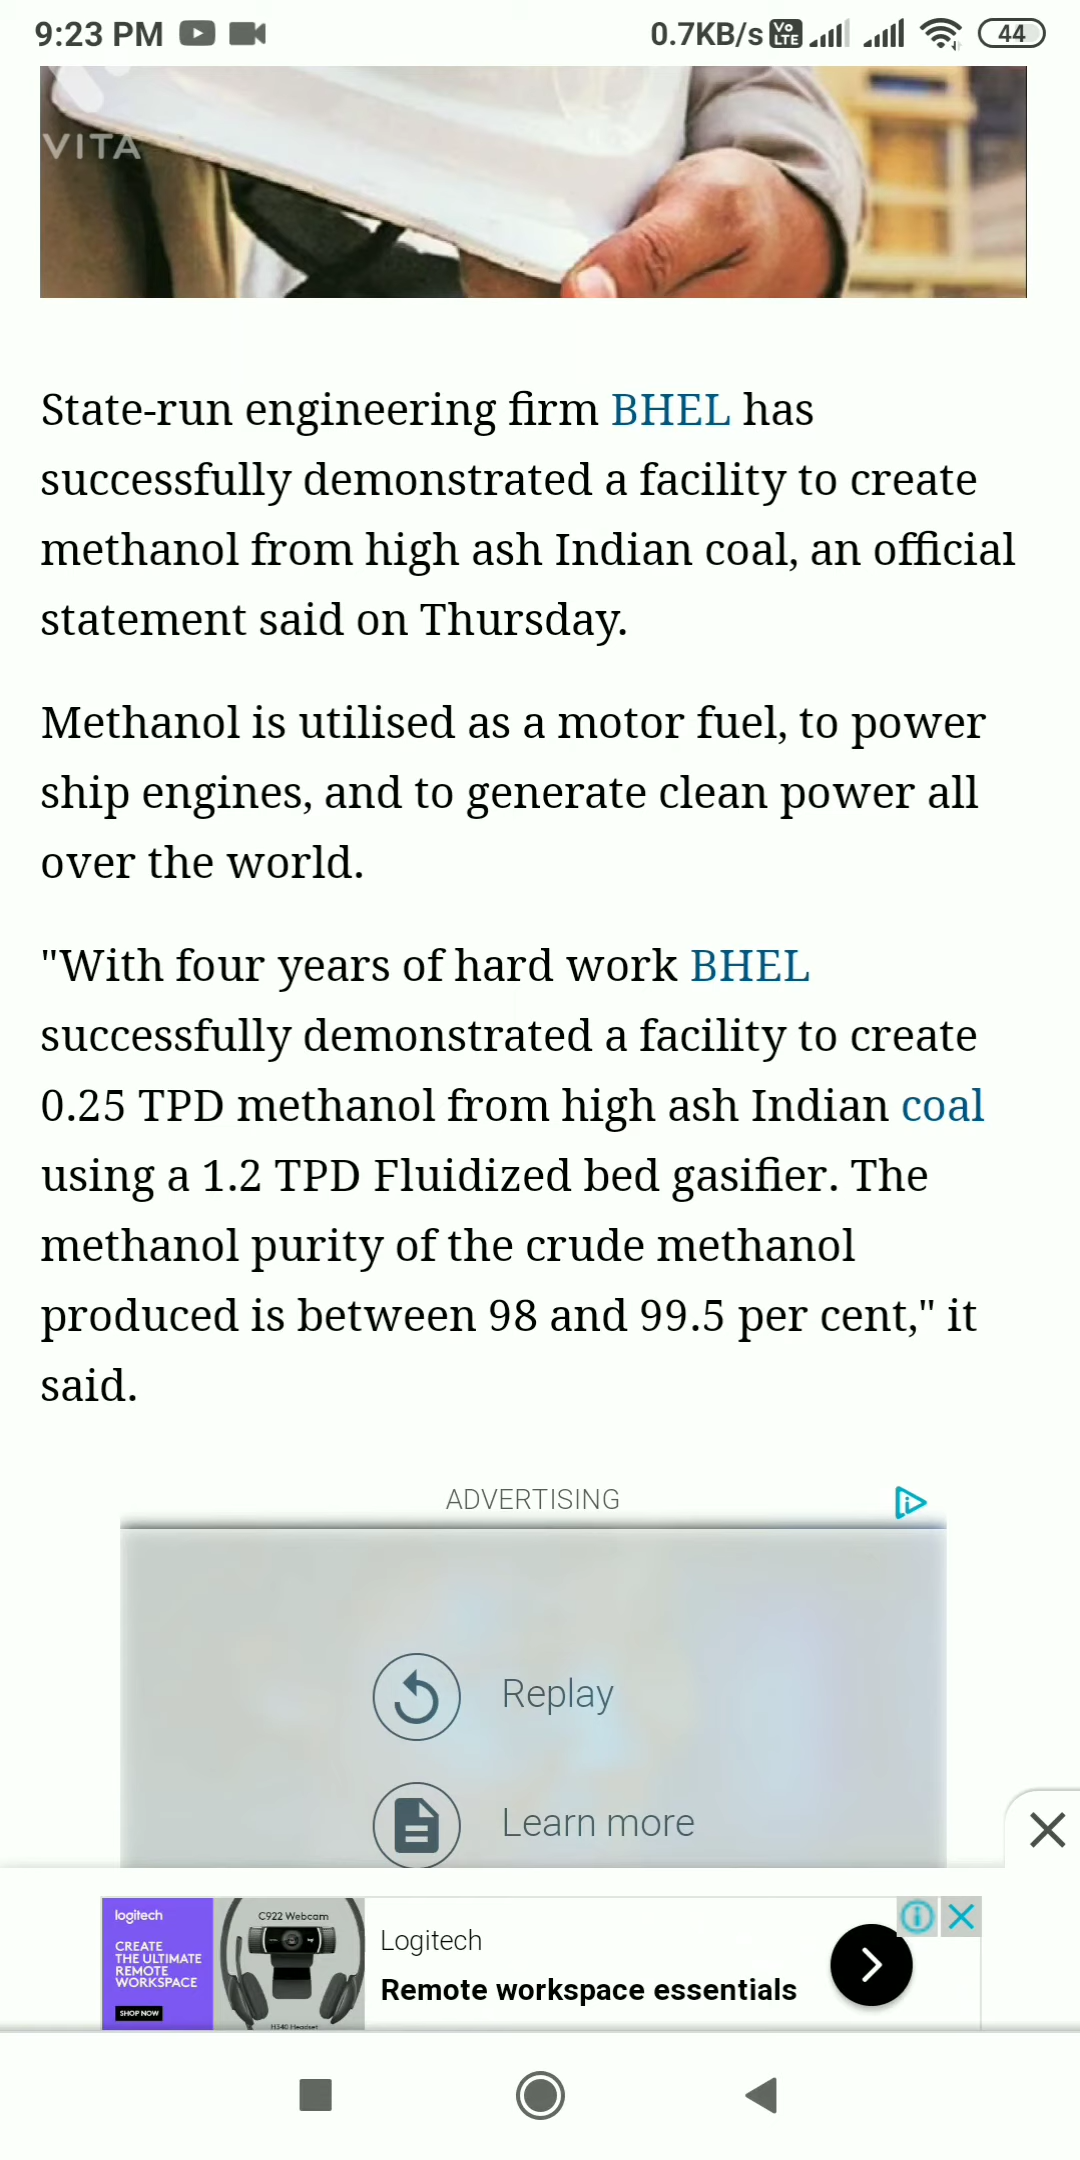 9:23 PM
0.7KB/s Vo LTE 44
VITA
State-run engineering firm BHEL has
successfully demonstrated a facility to create
methanol from high ash Indian coal, an official
statement said on Thursday.
Methanol is utilised as a motor fuel, to power
ship engines, and to generate clean power all
over the world.
"With four years of hard work BHEL
successfully demonstrated a facility to create
0.25 TPD methanol from high ash Indian coal
using a 1.2 TPD Fluidized bed gasifier. The
methanol purity of the crude methanol
produced is between 98 and 99.5 per cent," it
said.
ADVERTISING
Replay
Learn more
logitech
CREATE
THE ULTIMATE
REMOTE
WORKSPACE
SHOP NOW
C922 Webcam
H340 Headset
Logitech
Remote workspace essentials